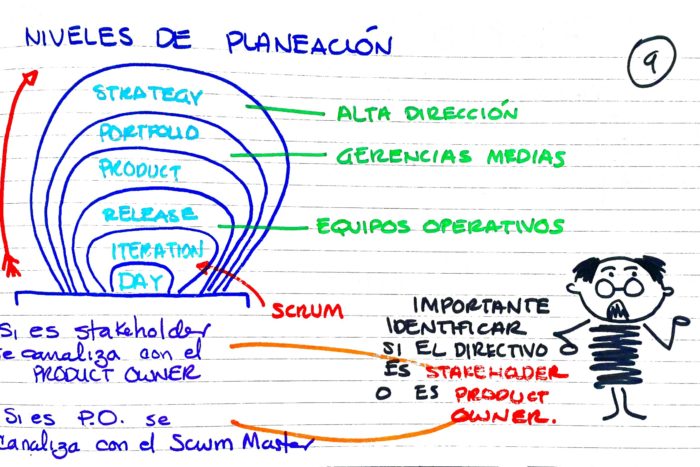 NIVELES DE PLANEACIÓN
9
STRATEGY
ALTA DIRECCIÓN
PORTFOLIO
GERENCIAS MEDIAS
PRODUCT
RELEASE
EQUIPOS OPERATIVOS
ITERATION
DAY
SCRUM
IMPORTANTE
IDENTIFICAR
SI EL DIRECTIVO
ES STAKEHOLDER
O ES PRODUCT
OWNER.
Si es stakeholder
se canaliza con el
PRODUCT OWNER
Si es P.O. se
canaliza con el Scrum Master